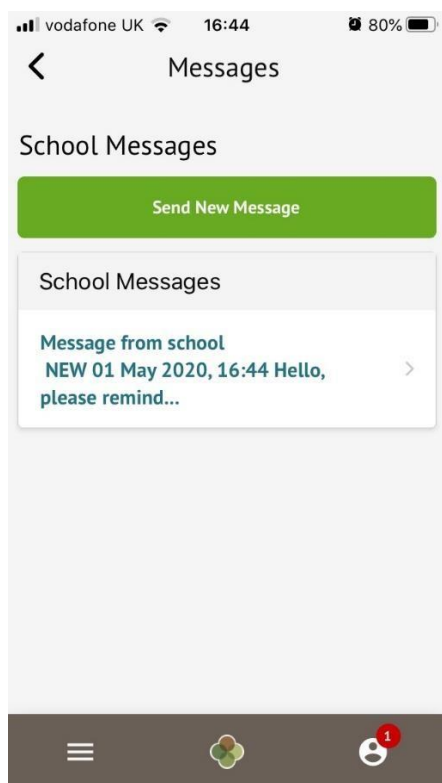 vodafone UK 16:44 80%
Messages
School Messages
Send New Message
School Messages
Message from school
NEW 01 May 2020, 16:44 Hello,
please remind...
1